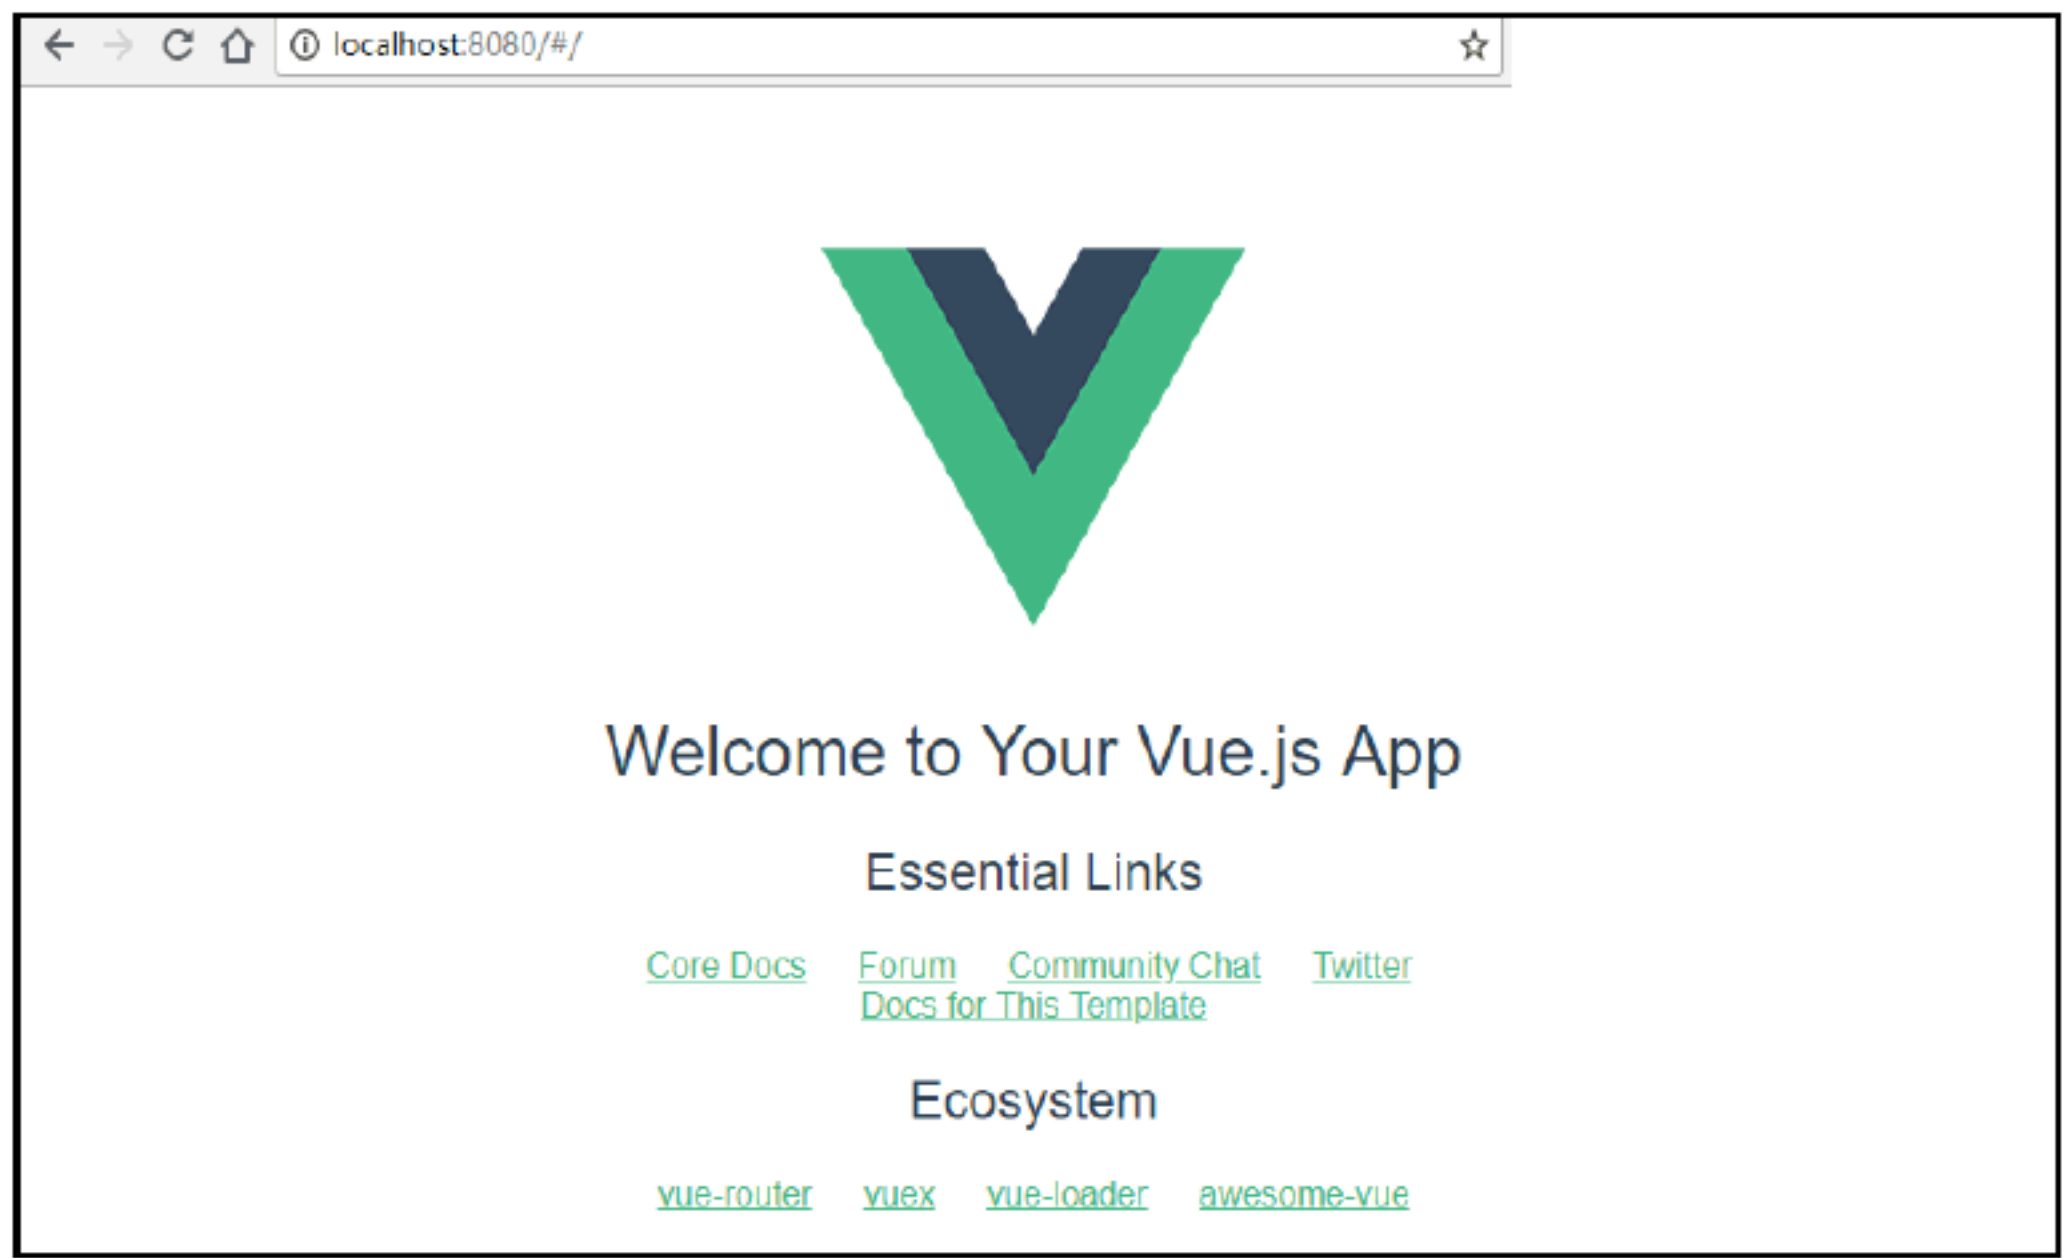 localhost:8080/#/
Welcome to Your Vue.js App
Essential Links
Core Docs Forum Community Chat Twitter
Docs for This Template
Ecosystem
vue-router vuex vue-loader awesome-vue